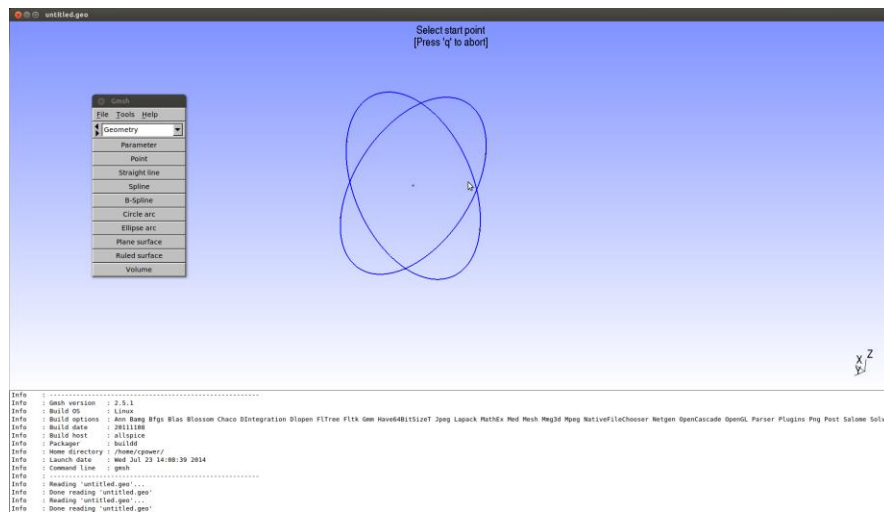 untitled.geo
Select start point
[Press 'q' to abort]
Gmsh
File Tools Help
Geometry
Parameter
Point
Straight line
Spline
B-Spline
Circle arc
Ellipse arc
Plane surface
Ruled surface
Volume
X Z
Y
Info : -------------------------------------------------------
Info : Gmsh version : 2.5.1
Info : Build OS : Linux
Info : Build options : Ann Bamg Bfgs Blas Blossom Chaco DIntegration Dlopen FlTree Fltk Gmm Have64BitSizeT Jpeg Lapack MathEx Med Mesh Mmg3d Mpeg NativeFileChooser Netgen OpenCascade OpenGL Parser Plugins Png Post Salome Solv
Info : Build date : 20111108
Info : Build host : allspice
Info : Packager : buildd
Info : Home directory : /home/cpower/
Info : Launch date : Wed Jul 23 14:08:39 2014
Info : Command line : gmsh
Info : -------------------------------------------------------
Info : Reading 'untitled.geo'...
Info : Done reading 'untitled.geo'
Info : Reading 'untitled.geo'...
Info : Done reading 'untitled.geo'